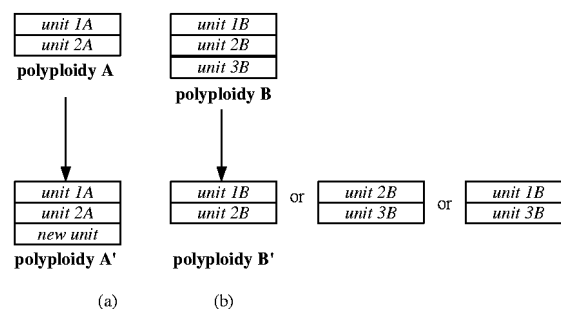 unit 1A
unit 2A
polyploidy A
unit 1B
unit 2B
unit 3B
polyploidy B
unit 1A
unit 2A
new unit
polyploidy A'
unit 1B
unit 2B
polyploidy B'
or
unit 2B
unit 3B
or
unit 1B
unit 3B
(a)
(b)